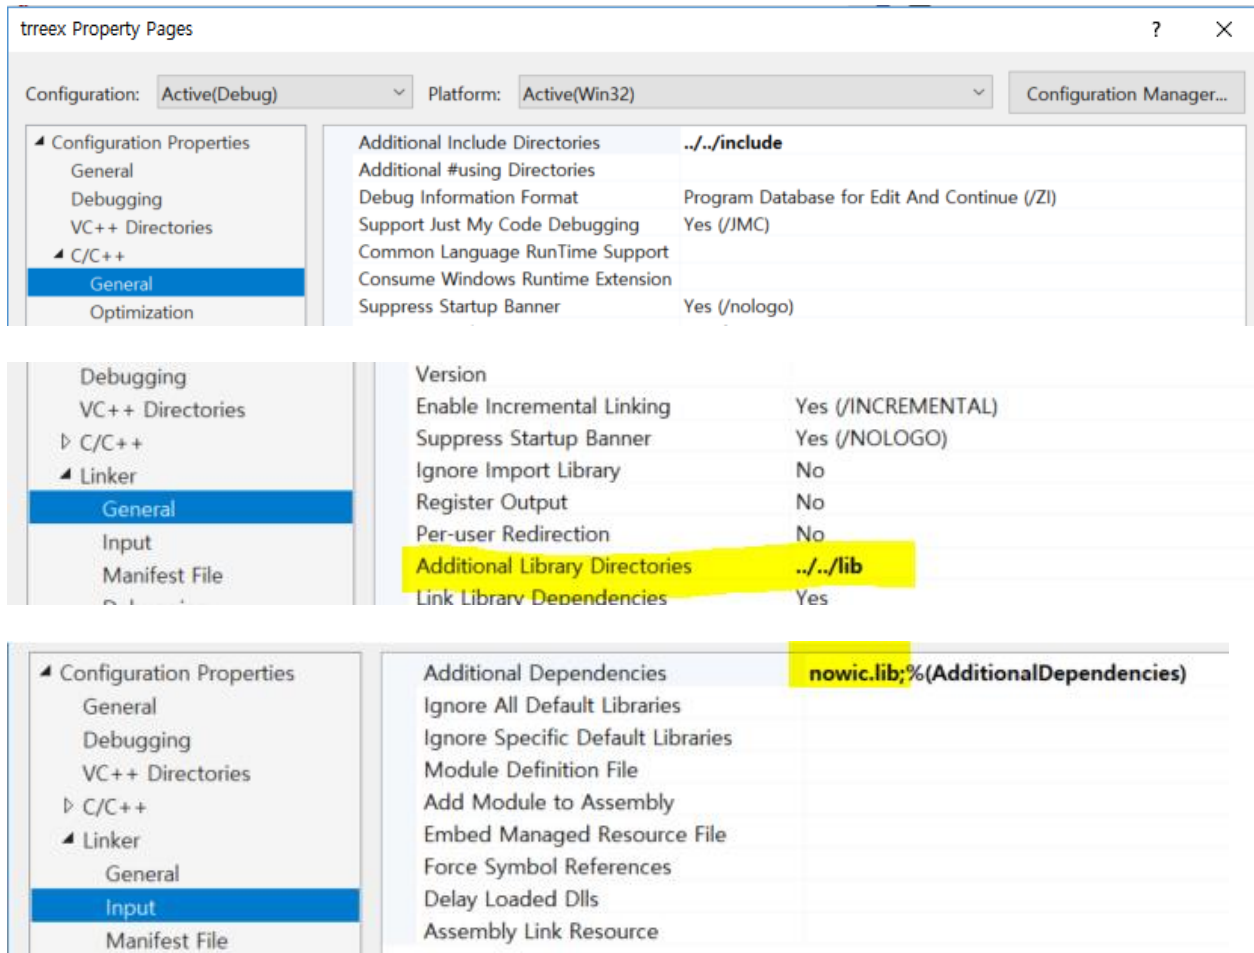 trreex Property Pages ?
Configuration: Active(Debug) Platform: Active(Win32) Configuration Manager...
Configuration Properties
General
Debugging
VC++ Directories
C/C++
General
Optimization
Additional Include Directories ../../include
Additional #using Directories
Debug Information Format Program Database for Edit And Continue (/ZI)
Support Just My Code Debugging Yes (/JMC)
Common Language RunTime Support
Consume Windows Runtime Extension
Suppress Startup Banner Yes (/nologo)
Debugging
VC++ Directories
C/C++
Linker
General
Input
Manifest File
Version
Enable Incremental Linking Yes (/INCREMENTAL)
Suppress Startup Banner Yes (/NOLOGO)
Ignore Import Library No
Register Output No
Per-user Redirection No
Additional Library Directories ../../lib
Link Library Dependencies Yes
Configuration Properties
General
Debugging
VC++ Directories
C/C++
Linker
General
Input
Manifest File
Additional Dependencies nowic.lib;%(AdditionalDependencies)
Ignore All Default Libraries
Ignore Specific Default Libraries
Module Definition File
Add Module to Assembly
Embed Managed Resource File
Force Symbol References
Delay Loaded Dlls
Assembly Link Resource